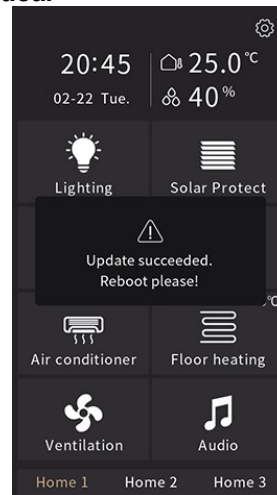 20:45
25.0°C
02-22 Tue.
40%
Lighting
Solar Protect
Update succeeded.
Reboot please!
°C
Air conditioner
Floor heating
Ventilation
Audio
Home 1
Home 2
Home 3